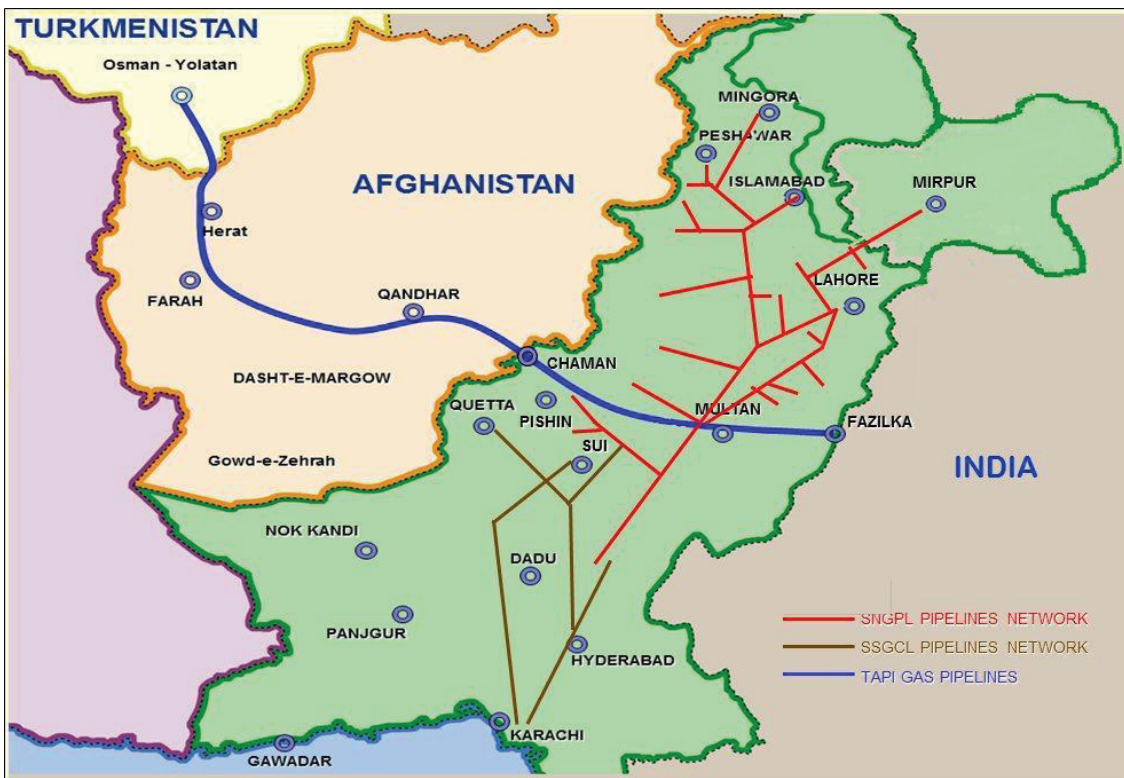 TURKMENISTAN
Osman - Yolatan
MINGORA
PESHAWAR
AFGHANISTAN
ISLAMABAD
MIRPUR
Herat
FARAH
QANDHAR
LAHORE
CHAMAN
DASHT-E-MARGOW
QUETTA
PISHIN
MULTAN
FAZILKA
SUI
Gowd-e-Zehrah
INDIA
NOK KANDI
DADU
PANJGUR
HYDERABAD
SNGPL PIPELINES NETWORK
SSGCL PIPELINES NETWORK
TAPI GAS PIPELINES
KARACHI
GAWADAR